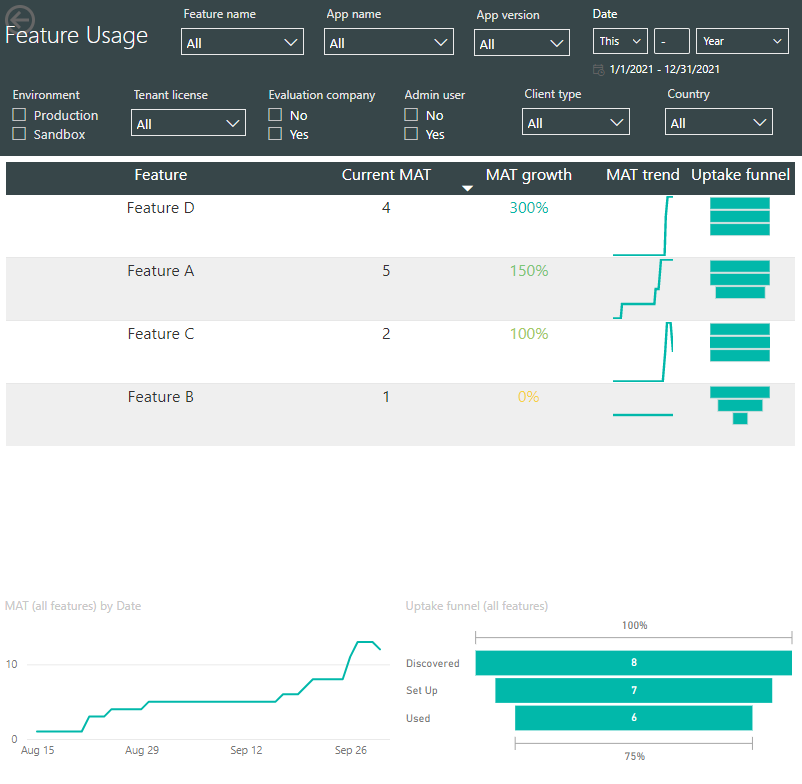 Feature Usage
Feature name
All
App name
All
App version
All
Date
This
-
Year
1/1/2021 - 12/31/2021
Environment
Production
Sandbox
Tenant license
All
Evaluation company
No
Yes
Admin user
No
Yes
Client type
All
Country
All
Feature Current MAT MAT growth MAT trend Uptake funnel
Feature D 4 300%
Feature A 5 150%
Feature C 2 100%
Feature B 1 0%
MAT (all features) by Date
10
0
Aug 15 Aug 29 Sep 12 Sep 26
Uptake funnel (all features)
100%
Discovered 8
Set Up 7
Used 6
75%